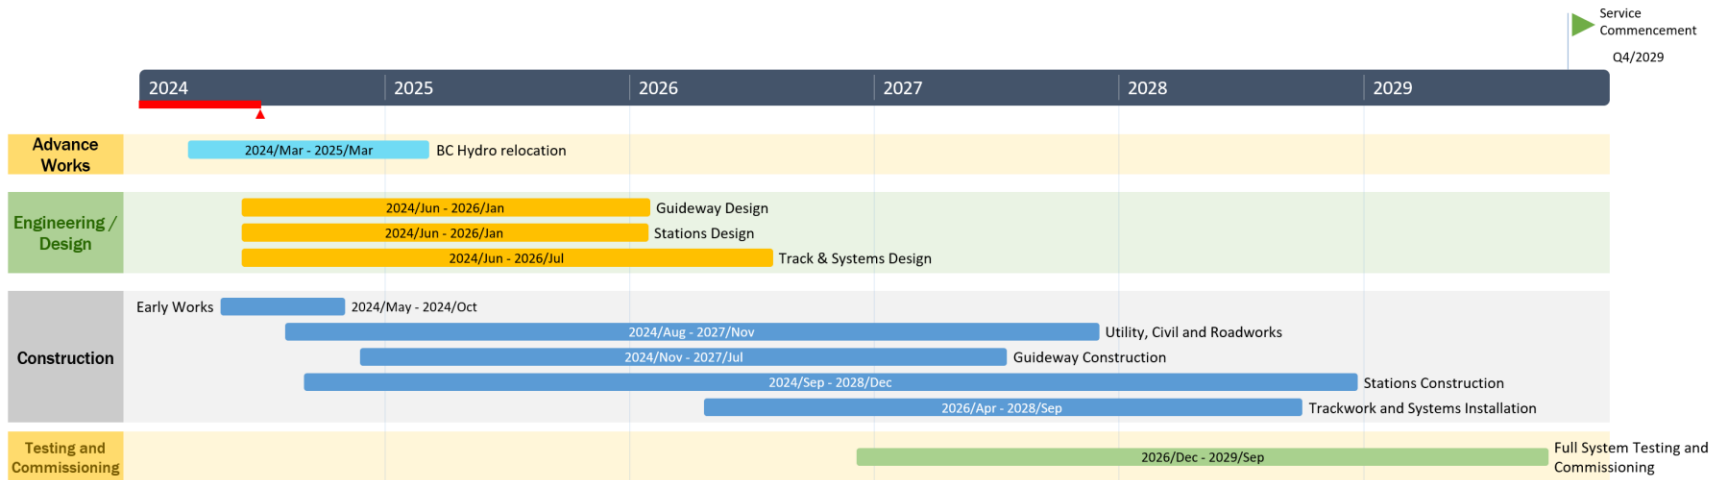 Service
Commencement
Q4/2029
2024
2025
2026
2027
2028
2029
Advance
Works
2024/Mar - 2025/Mar
BC Hydro relocation
Engineering /
Design
2024/Jun - 2026/Jan
Guideway Design
2024/Jun - 2026/Jan
Stations Design
2024/Jun - 2026/Jul
Track & Systems Design
Construction
Early Works
2024/May - 2024/Oct
2024/Aug - 2027/Nov
Utility, Civil and Roadworks
2024/Nov - 2027/Jul
Guideway Construction
2024/Sep - 2028/Dec
Stations Construction
2026/Apr - 2028/Sep
Trackwork and Systems Installation
Testing and
Commissioning
2026/Dec - 2029/Sep
Full System Testing and
Commissioning